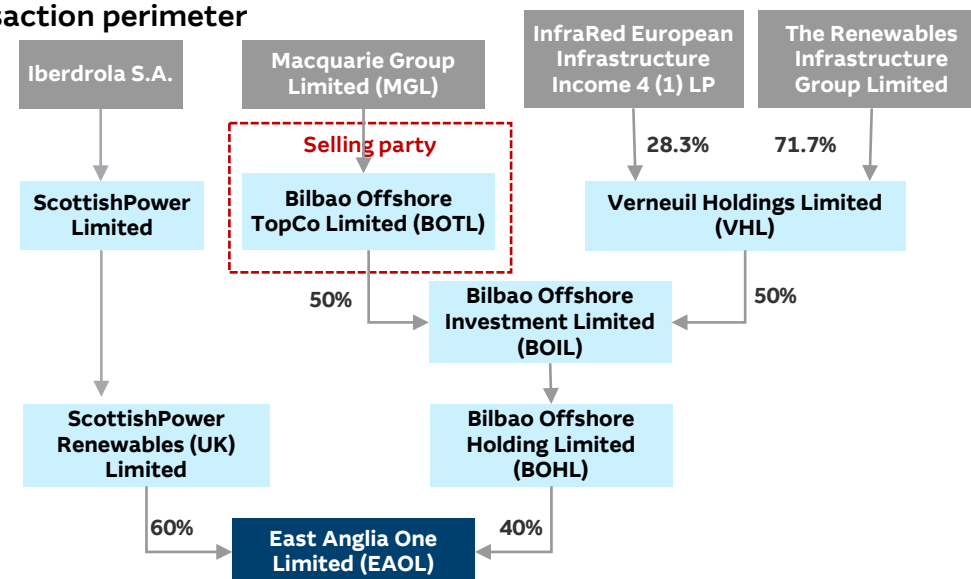 saction perimeter
Iberdrola S.A.
Macquarie Group
Limited (MGL)
InfraRed European
Infrastructure
Income 4 (1) LP
The Renewables
Infrastructure
Group Limited
Selling party
28.3%
71.7%
ScottishPower
Limited
Bilbao Offshore
TopCo Limited (BOTL)
Verneuil Holdings Limited
(VHL)
50%
50%
Bilbao Offshore
Investment Limited
(BOIL)
ScottishPower
Renewables (UK)
Limited
Bilbao Offshore
Holding Limited
(BOHL)
60%
40%
East Anglia One
Limited (EAOL)